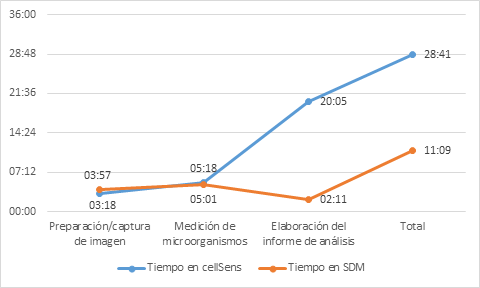 36:00
28:48
21:36
14:24
07:12
00:00
28:41
20:05
11:09
05:18
03:57
03:18
05:01
02:11
Preparación/captura
de imagen
Medición de
microorganismos
Elaboración del
informe de análisis
Total
Tiempo en cellSens
Tiempo en SDM